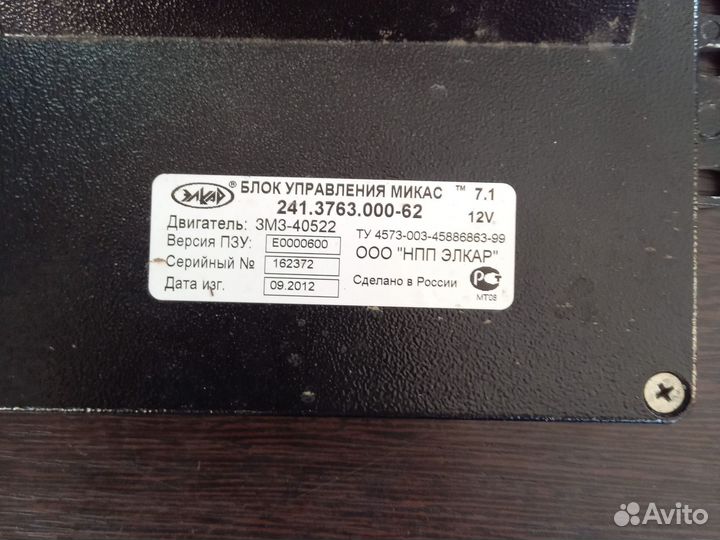 ЭЛКАР® БЛОК УПРАВЛЕНИЯ МИКАС ™ 7.1
241.3763.000-62 12V
Двигатель: ЗМЗ-40522 ТУ 4573-003-45886863-99
Версия ПЗУ: E0000600 ООО "НПП ЭЛКАР"
Серийный № 162372 Сделано в России
Дата изг. 09.2012 РСТ
МТ08
Avito